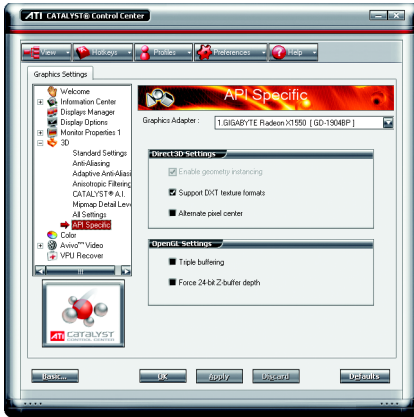 ATI CATALYST® Control Center
View Hotkeys Profiles Preferences Help
Graphics Settings
Welcome
Information Center
Displays Manager
Display Options
Monitor Properties 1
3D
Standard Settings
Anti-Aliasing
Adaptive Anti-Aliasi
Anisotropic Filtering
CATALYST® A.I.
Mipmap Detail Leve
All Settings
API Specific
Color
Avivo™ Video
VPU Recover
ATI CATALYST
CONTROL CENTER
API Specific
Graphics Adapter :
1.GIGABYTE Radeon X1550 [ GD-1904BP ]
Direct3D Settings
Enable geometry instancing
Support DXT texture formats
Alternate pixel center
OpenGL Settings
Triple buffering
Force 24-bit Z-buffer depth
Basic... OK Apply Discard Defaults